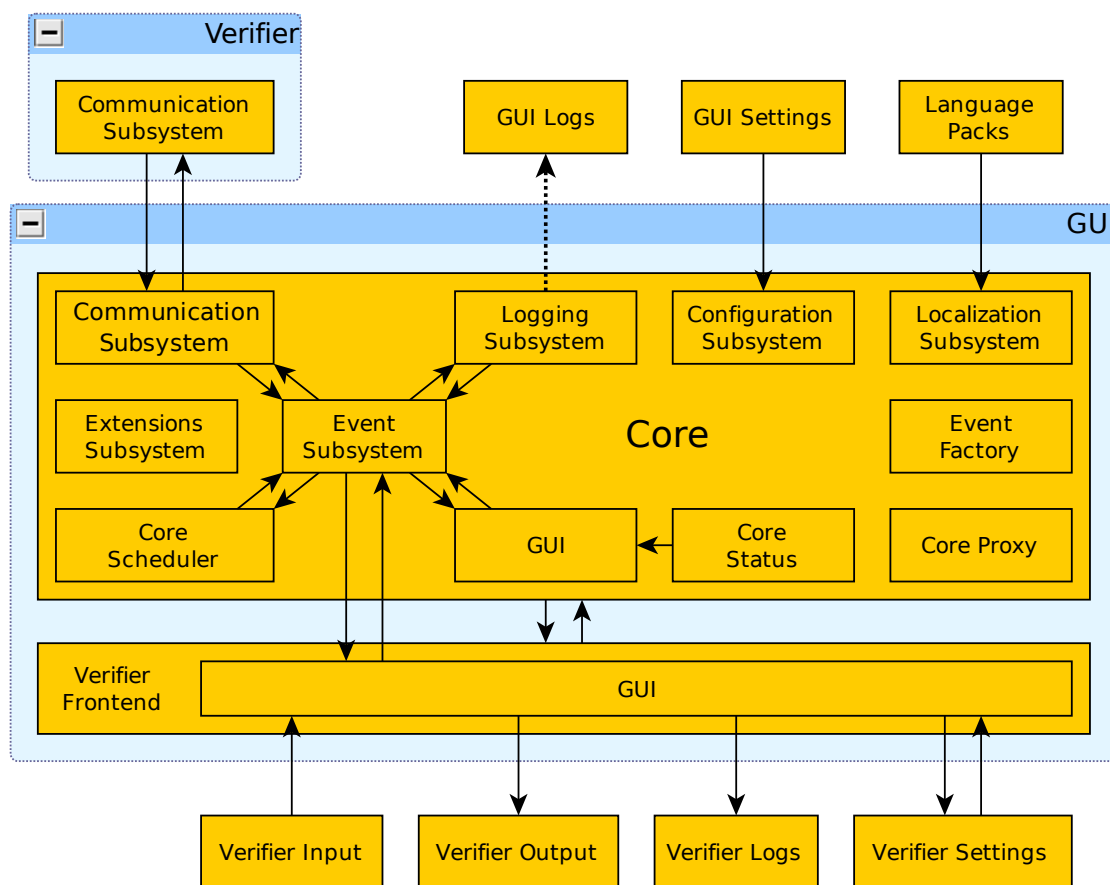 Verifier
Communication
Subsystem
GUI Logs
GUI Settings
Language
Packs
GU
Communication
Subsystem
Logging
Subsystem
Configuration
Subsystem
Localization
Subsystem
Extensions
Subsystem
Event
Subsystem
Core
Event
Factory
Core
Scheduler
GUI
Core
Status
Core Proxy
Verifier
Frontend
GUI
Verifier Input
Verifier Output
Verifier Logs
Verifier Settings